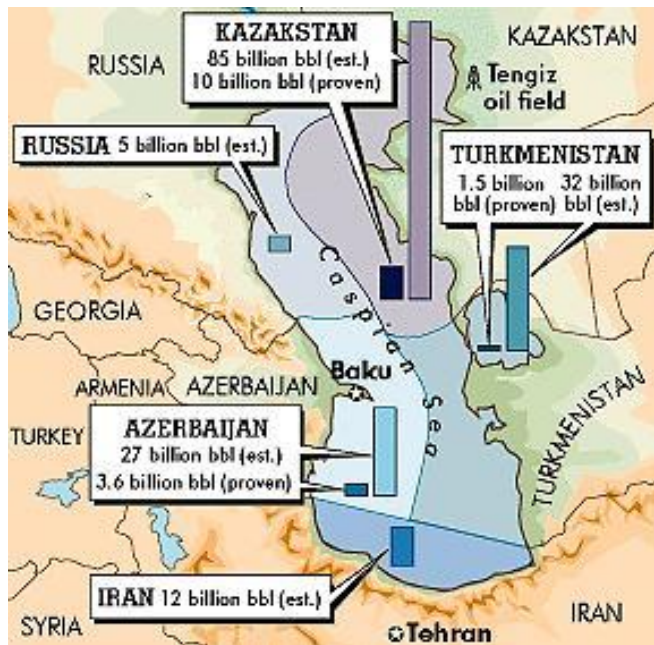 KAZAKSTAN
85 billion bbl (est.)
10 billion bbl (proven)
KAZAKSTAN
RUSSIA
Tengiz
oil field
RUSSIA 5 billion bbl (est.)
TURKMENISTAN
1.5 billion 32 billion
bbl (proven) bbl (est.)
Caspian Sea
GEORGIA
Baku
ARMENIA
AZERBAIJAN
TURKEY
AZERBAIJAN
27 billion bbl (est.)
3.6 billion bbl (proven)
TURKMENISTAN
IRAN 12 billion bbl (est.)
IRAN
SYRIA
Tehran